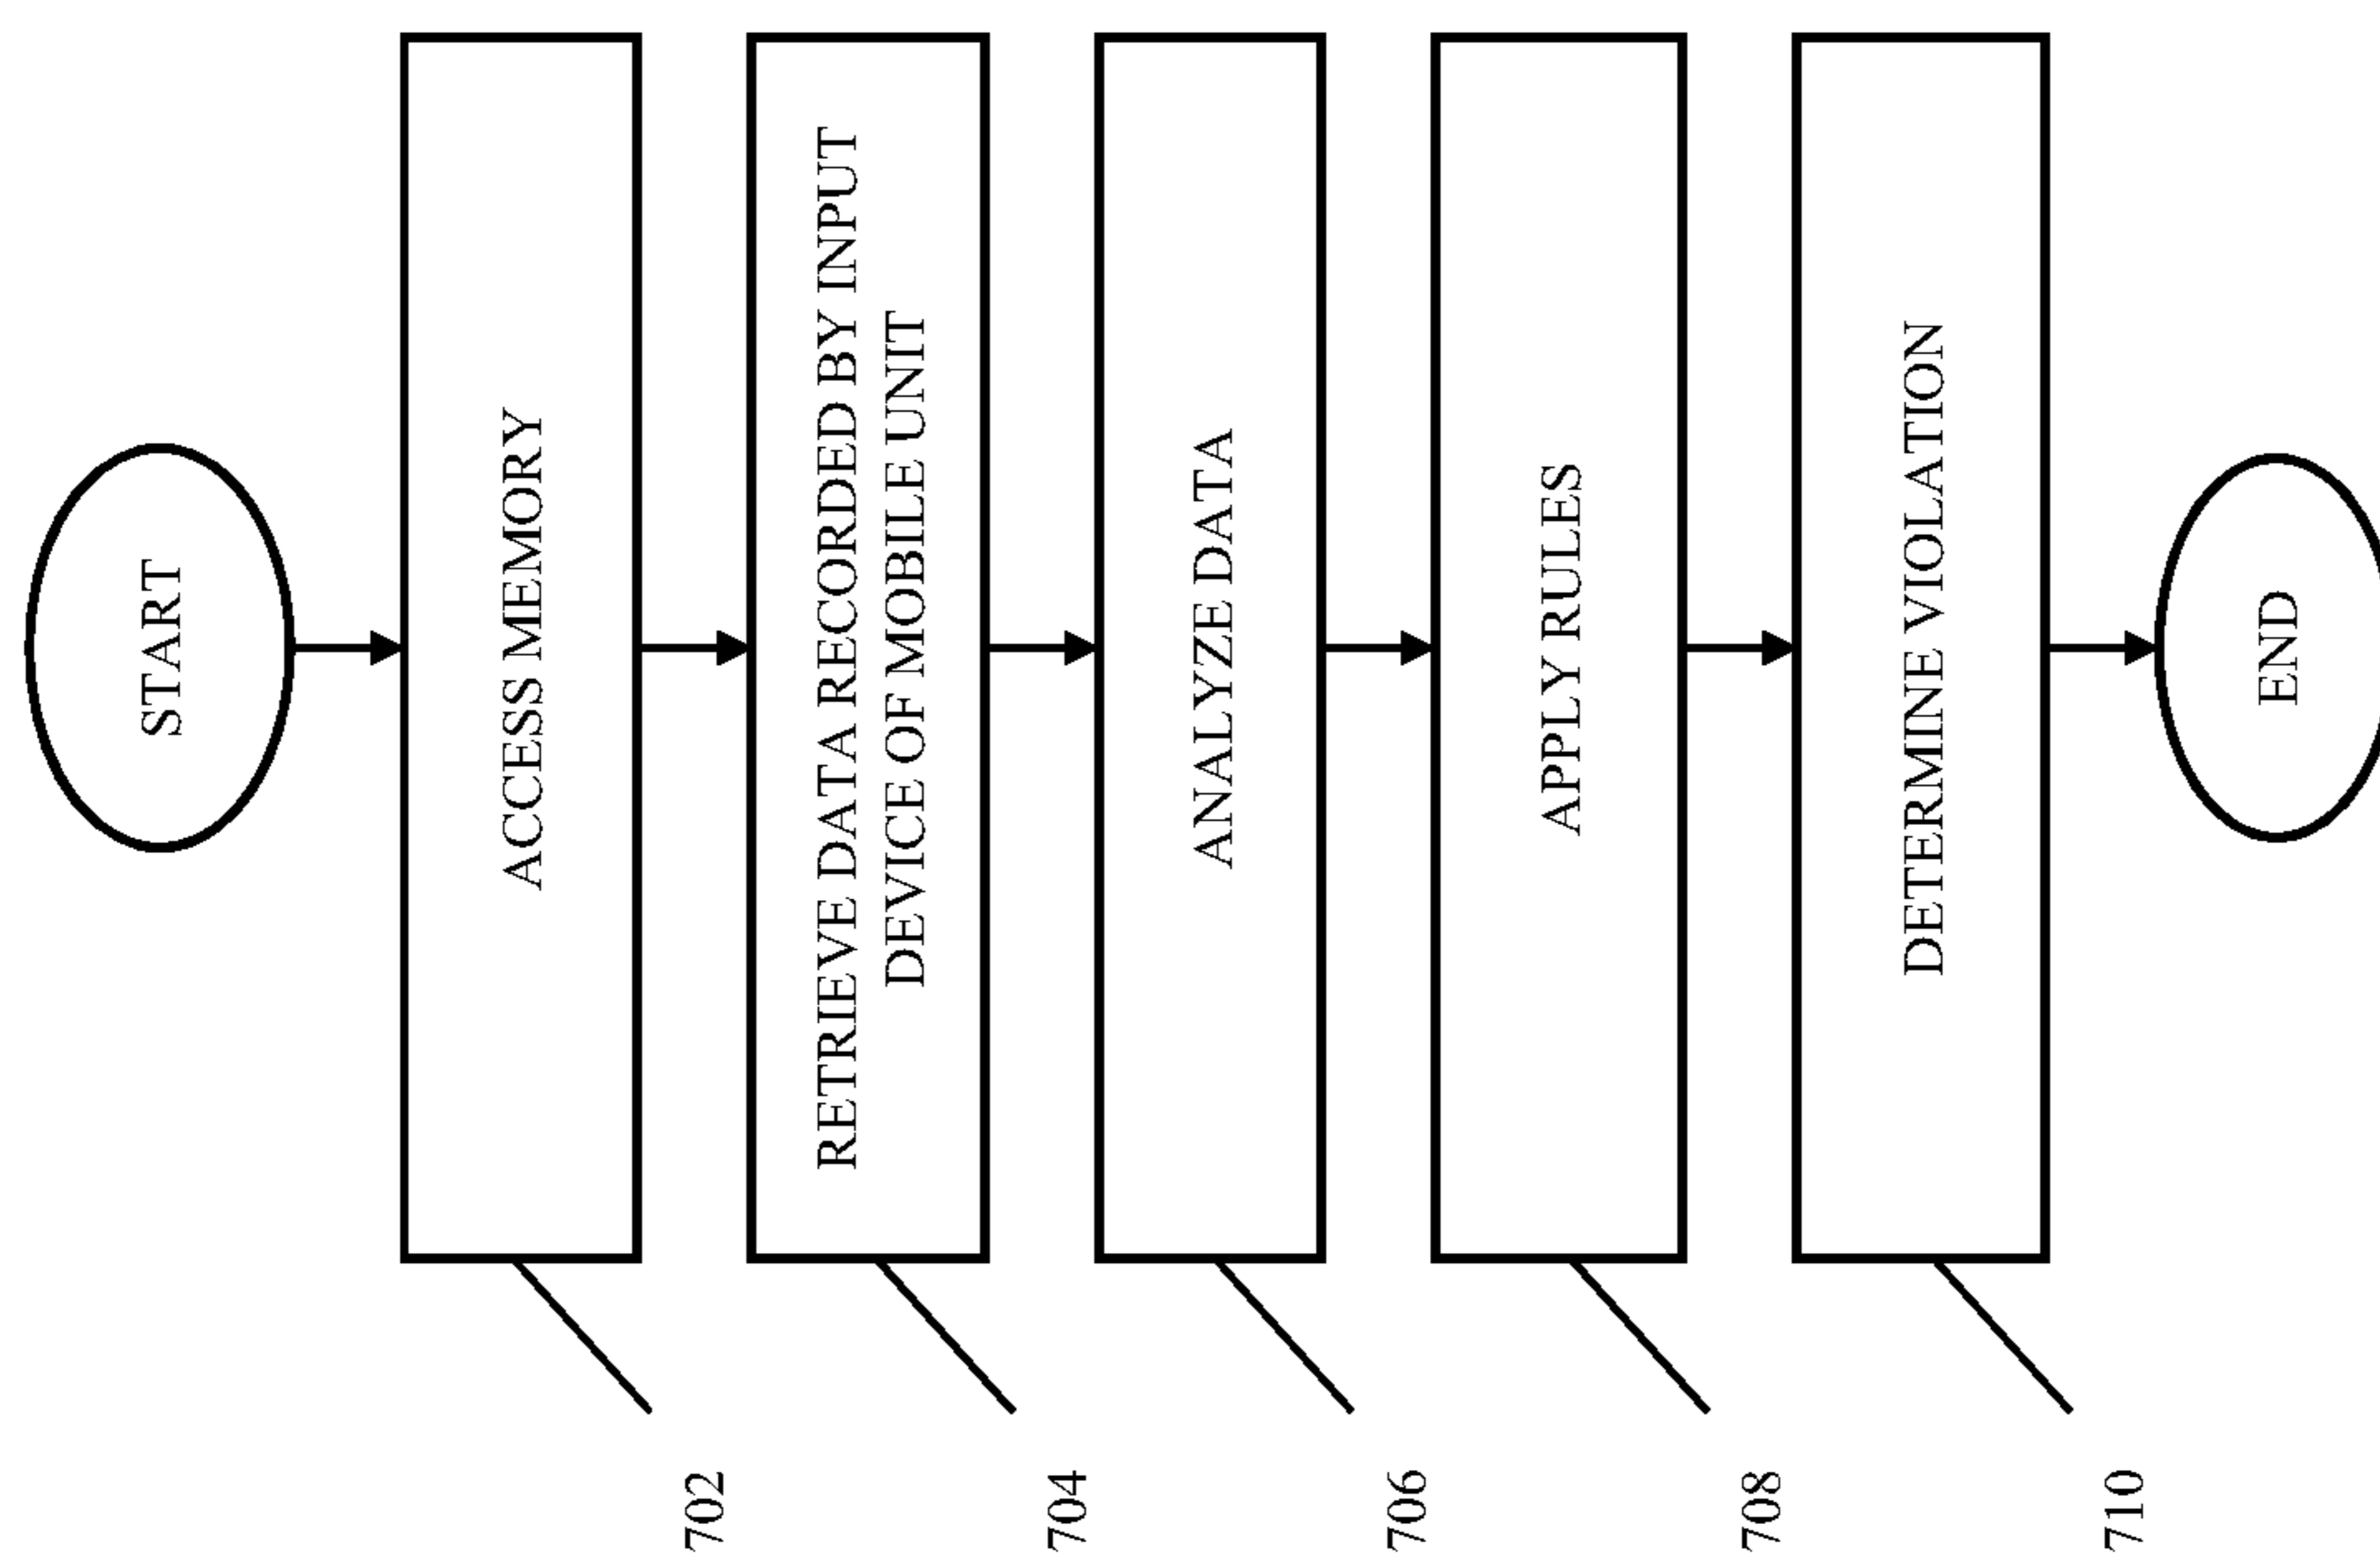 START
ACCESS MEMORY
702
RETRIEVE DATA RECORDED BY INPUT
DEVICE OF MOBILE UNIT
704
ANALYZE DATA
706
APPLY RULES
708
DETERMINE VIOLATION
710
END